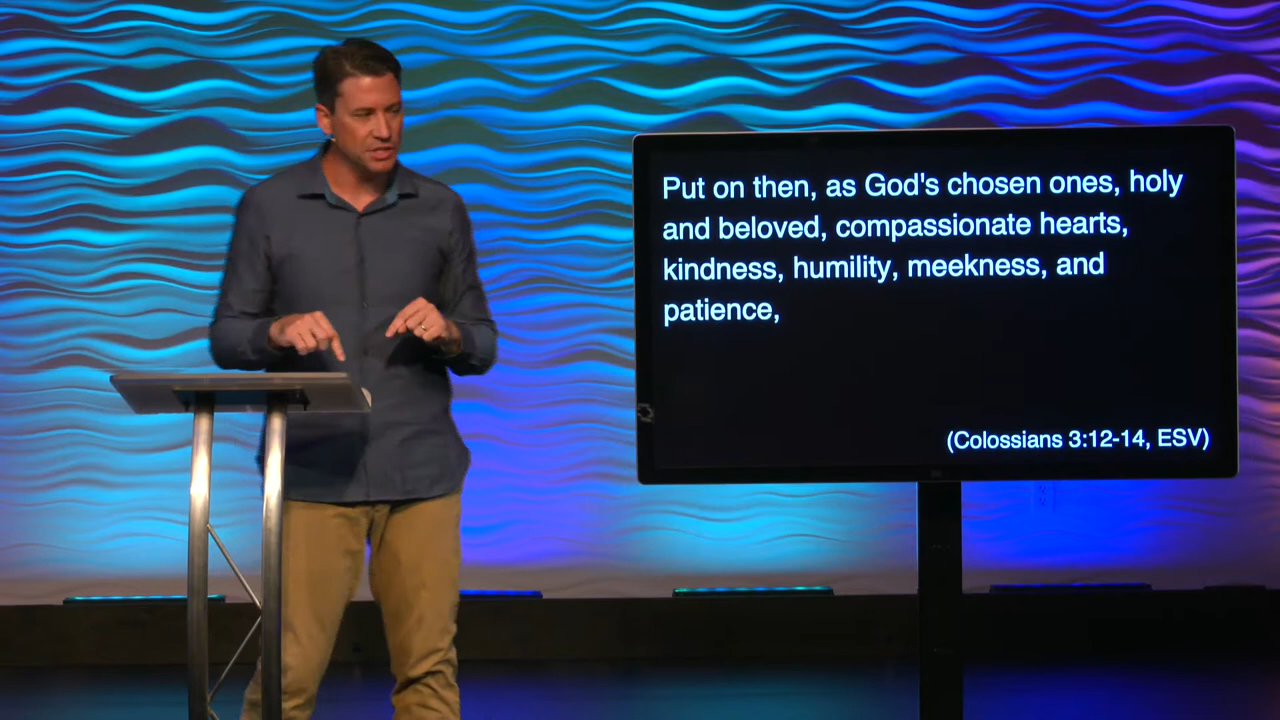 Put on then, as God's chosen ones, holy
and beloved, compassionate hearts,
kindness, humility, meekness, and
patience,
(Colossians 3:12-14, ESV)